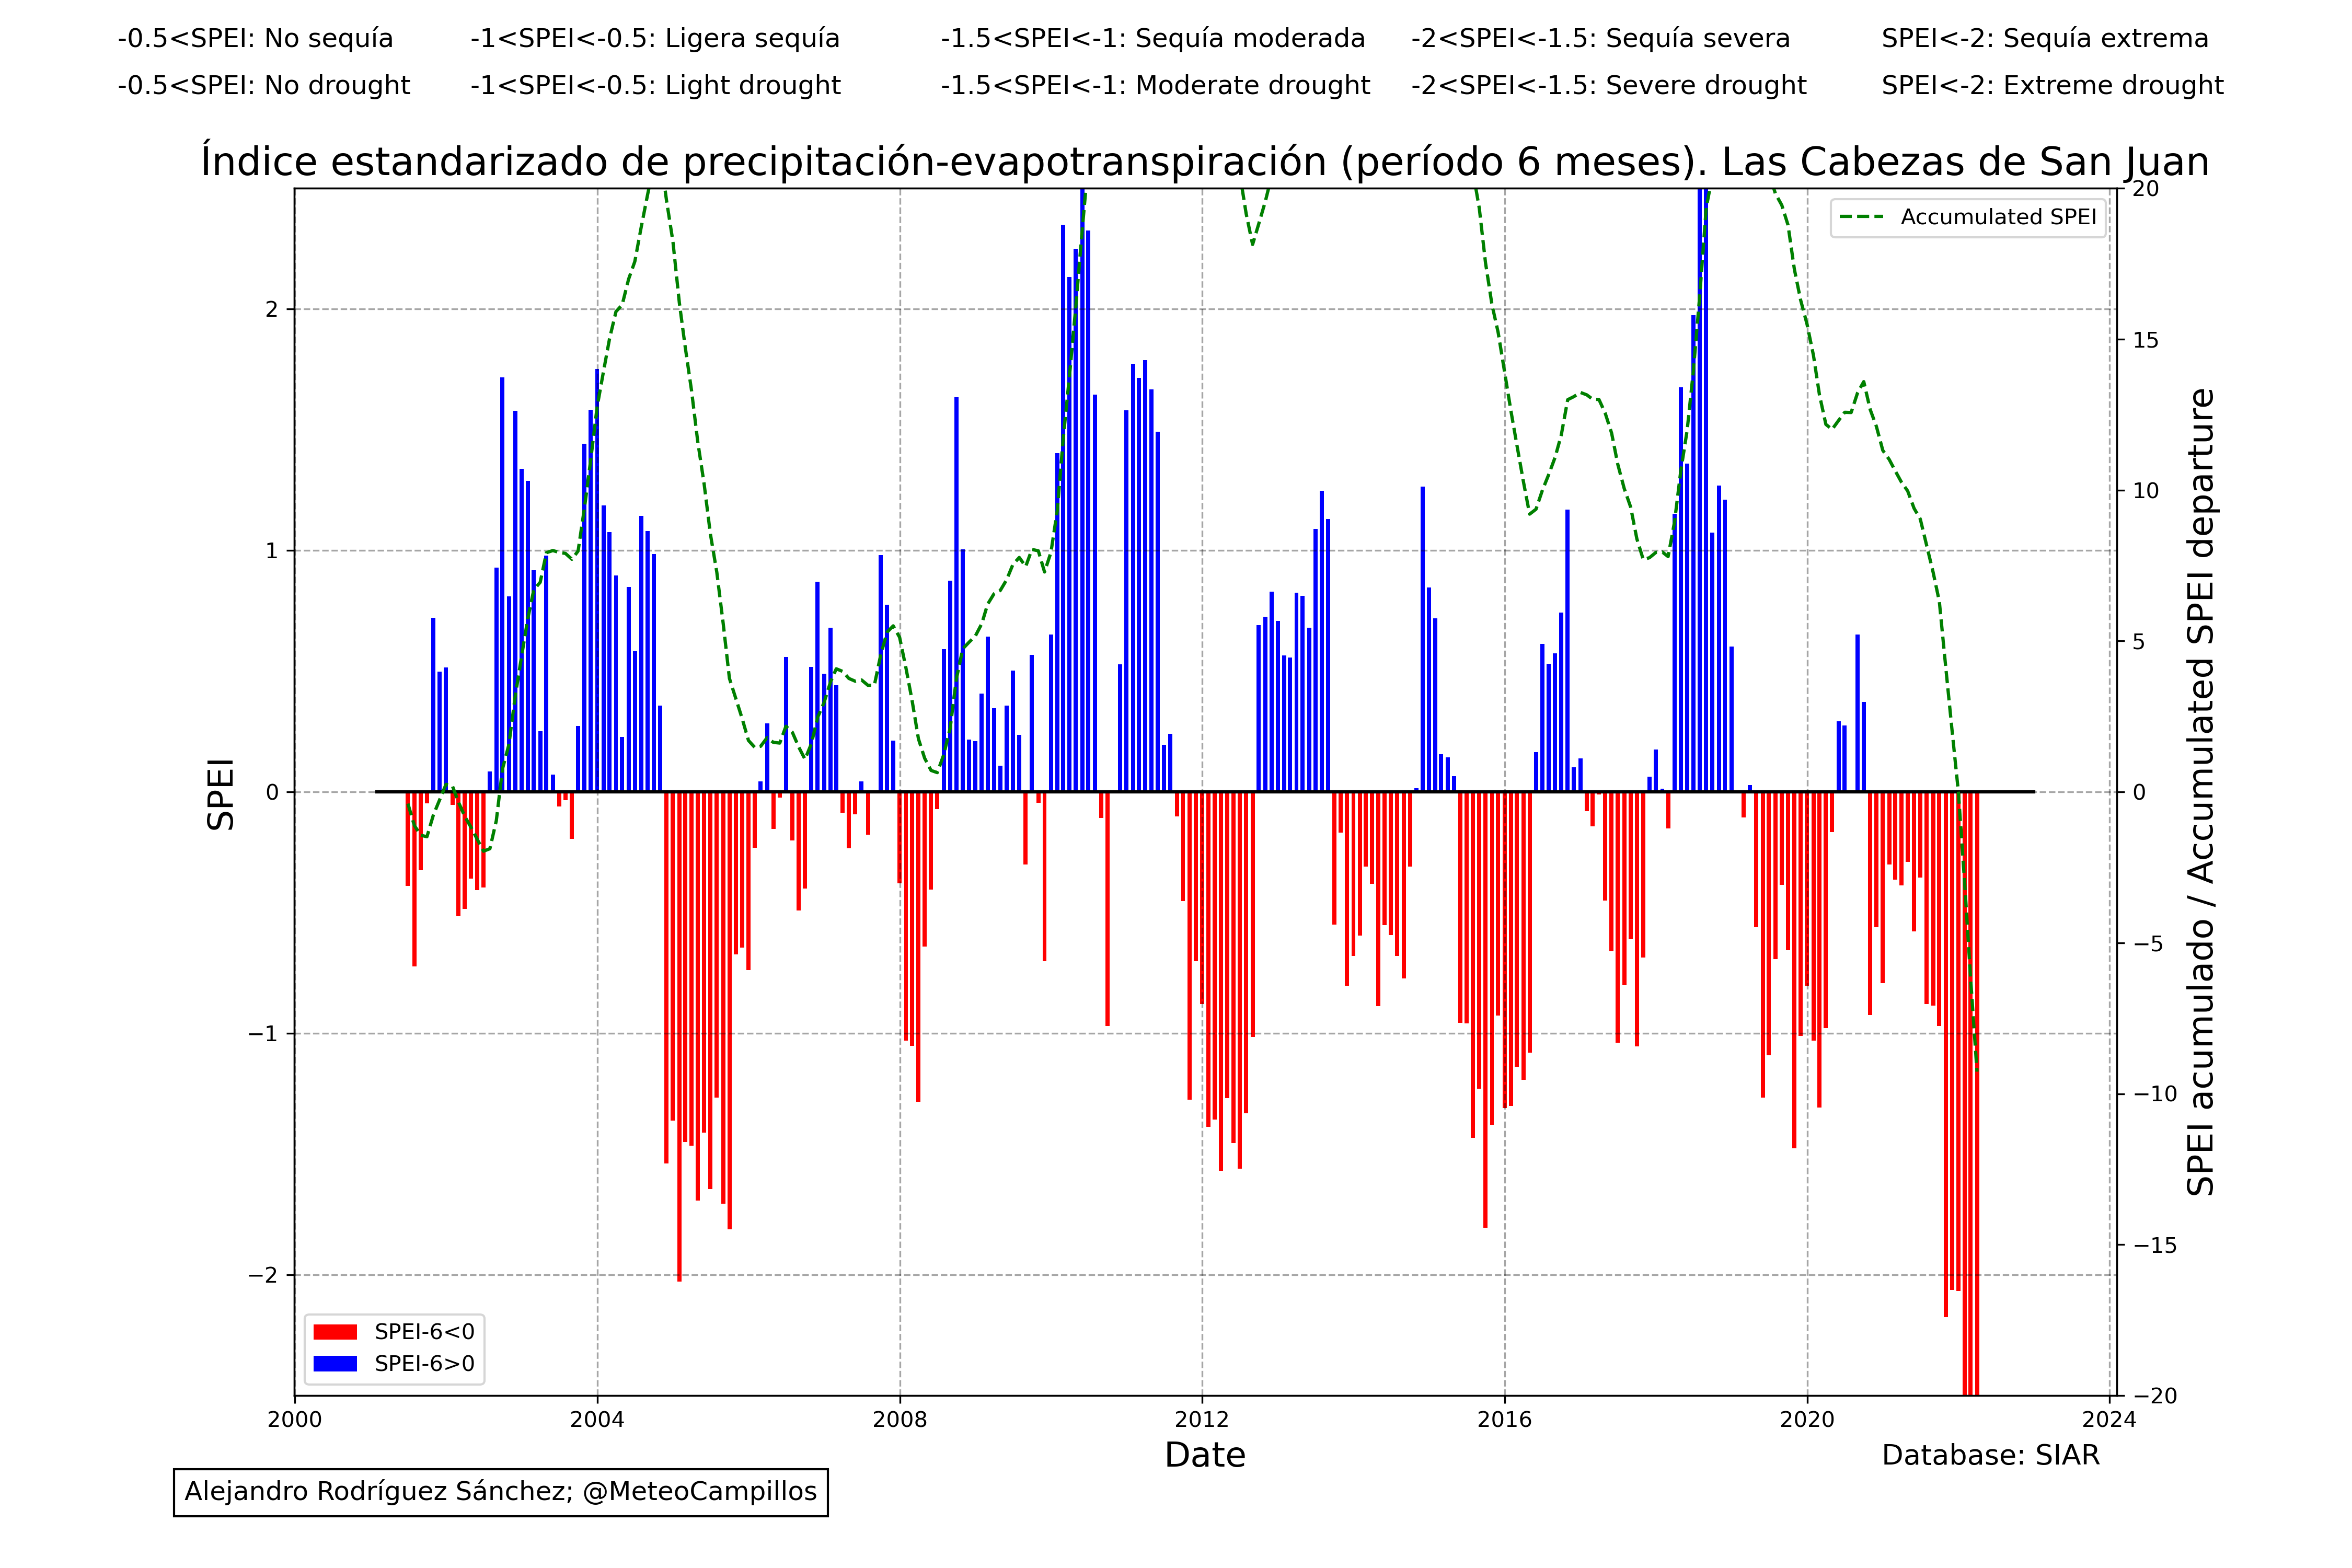 -0.5<SPEI: No sequía -1<SPEI<-0.5: Ligera sequía -1.5<SPEI<-1: Sequía moderada -2<SPEI<-1.5: Sequía severa SPEI<-2: Sequía extrema
-0.5<SPEI: No drought -1<SPEI<-0.5: Light drought -1.5<SPEI<-1: Moderate drought -2<SPEI<-1.5: Severe drought SPEI<-2: Extreme drought
Índice estandarizado de precipitación-evapotranspiración (período 6 meses). Las Cabezas de San Juan
Accumulated SPEI
SPEI
2
1
0
−1
−2
20
15
10
5
0
−5
−10
−15
−20
SPEI acumulado / Accumulated SPEI departure
SPEI-6<0
SPEI-6>0
2000 2004 2008 2012 2016 2020 2024
Date
Database: SIAR
Alejandro Rodríguez Sánchez; @MeteoCampillos